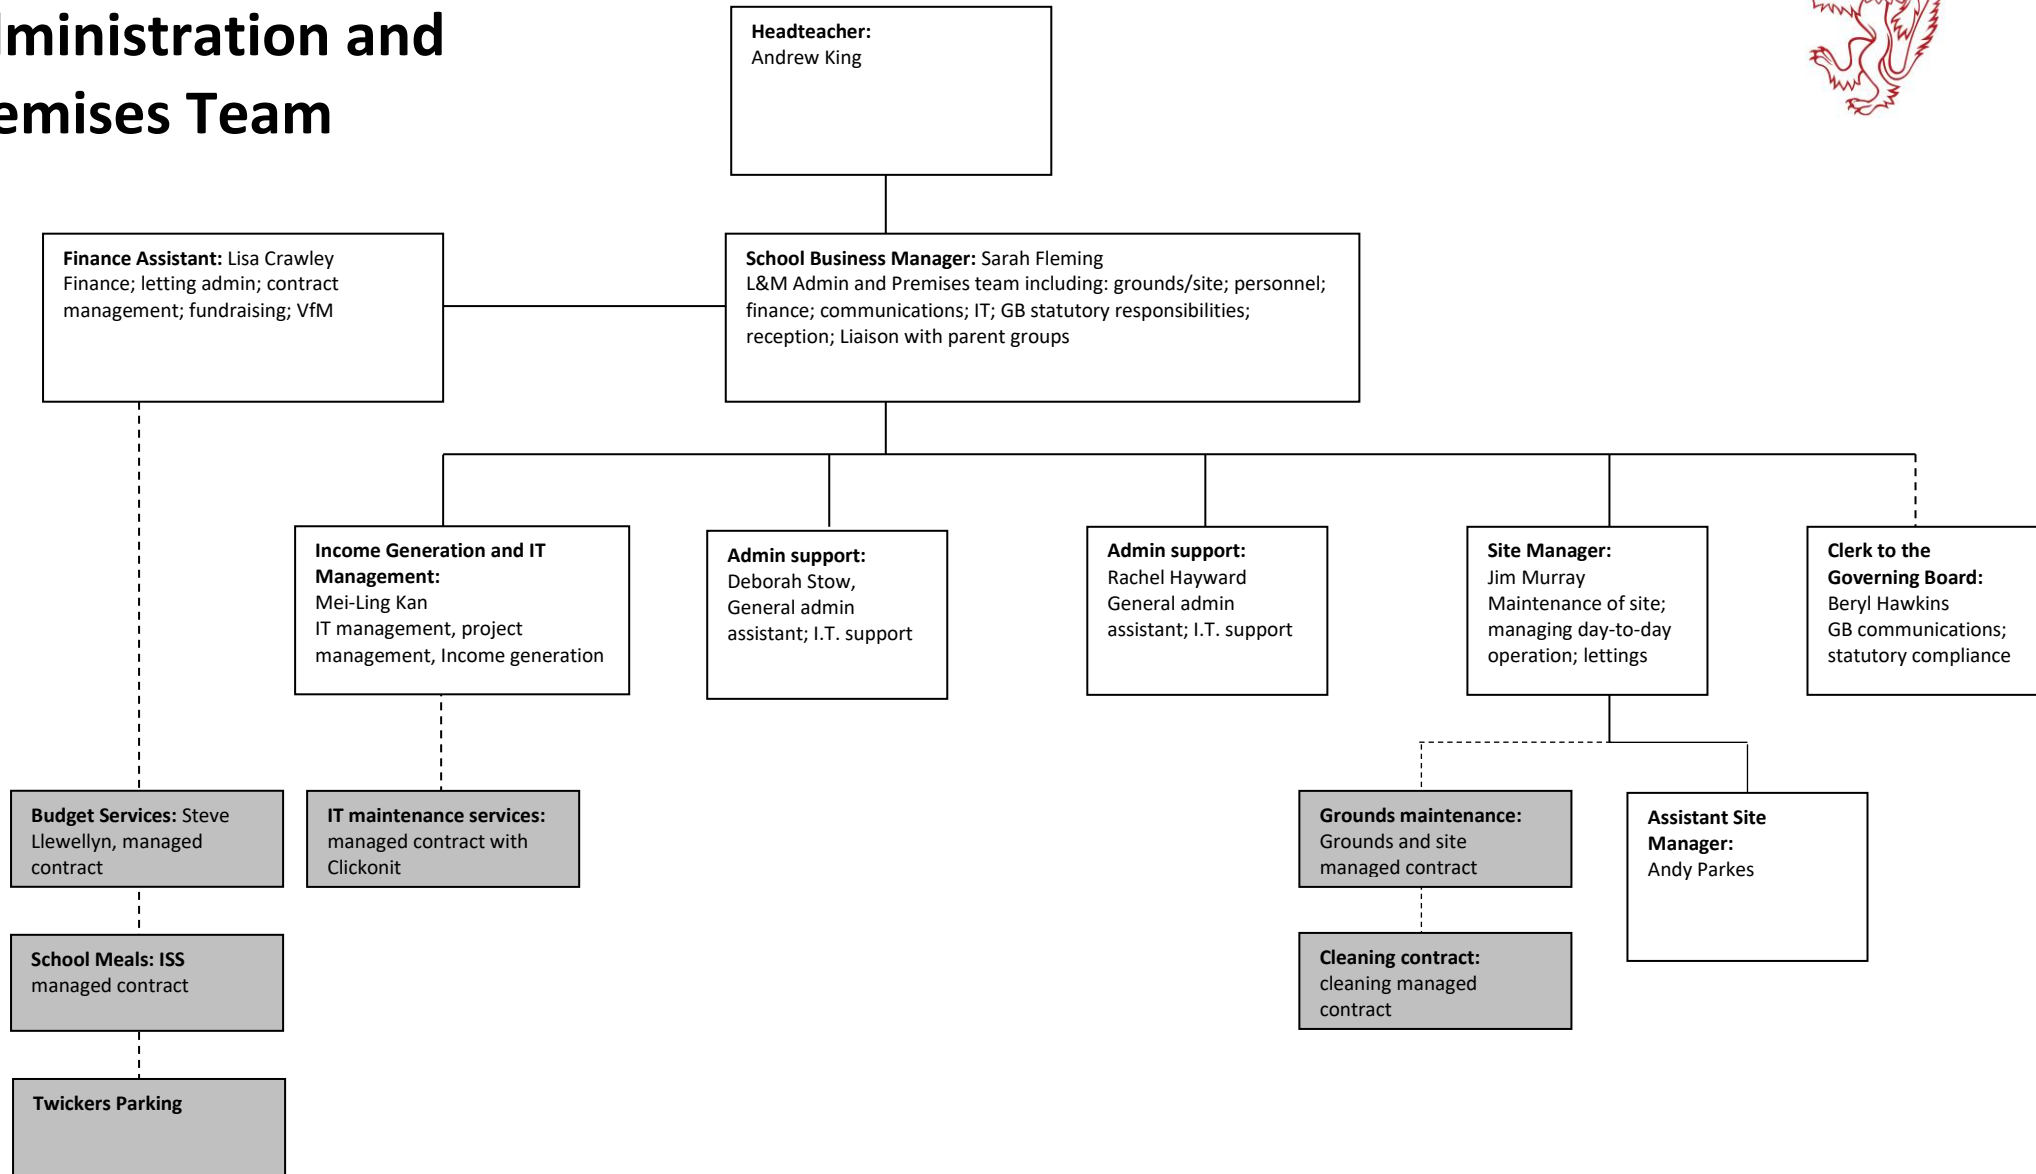 dministration and
emises Team
Headteacher:
Andrew King
Finance Assistant: Lisa Crawley
Finance; letting admin; contract
management; fundraising; VfM
School Business Manager: Sarah Fleming
L&M Admin and Premises team including: grounds/site; personnel;
finance; communications; IT; GB statutory responsibilities;
reception; Liaison with parent groups
Income Generation and IT
Management:
Mei-Ling Kan
IT management, project
management, Income generation
Admin support:
Deborah Stow,
General admin
assistant; I.T. support
Admin support:
Rachel Hayward
General admin
assistant; I.T. support
Site Manager:
Jim Murray
Maintenance of site;
managing day-to-day
operation; lettings
Clerk to the
Governing Board:
Beryl Hawkins
GB communications;
statutory compliance
Budget Services: Steve
Llewellyn, managed
contract
IT maintenance services:
managed contract with
Clickonit
Grounds maintenance:
Grounds and site
managed contract
Assistant Site
Manager:
Andy Parkes
School Meals: ISS
managed contract
Cleaning contract:
cleaning managed
contract
Twickers Parking